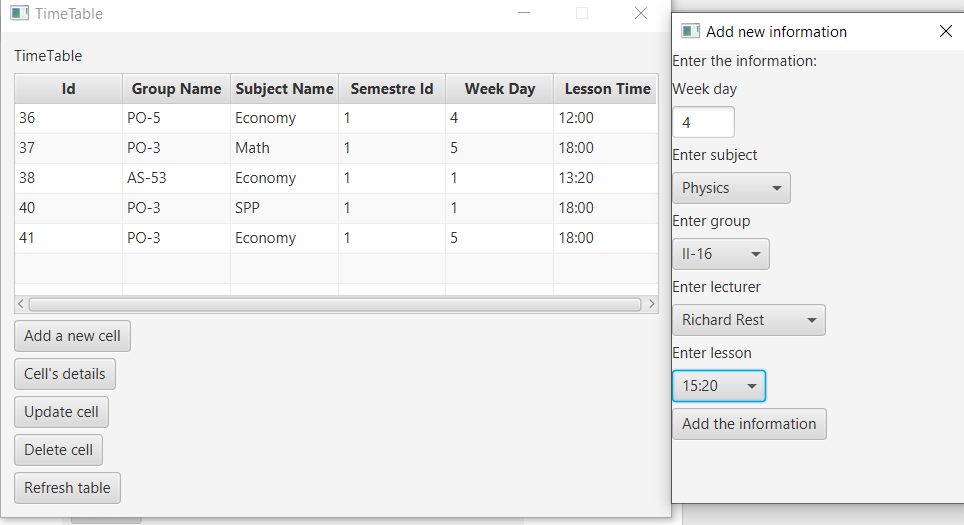 TimeTable
TimeTable
Id Group Name Subject Name Semestre Id Week Day Lesson Time
36 PO-5 Economy 1 4 12:00
37 PO-3 Math 1 5 18:00
38 AS-53 Economy 1 1 13:20
40 PO-3 SPP 1 1 18:00
41 PO-3 Economy 1 5 18:00
Add a new cell
Cell's details
Update cell
Delete cell
Refresh table
Add new information
Enter the information:
Week day
4
Enter subject
Physics
Enter group
II-16
Enter lecturer
Richard Rest
Enter lesson
15:20
Add the information